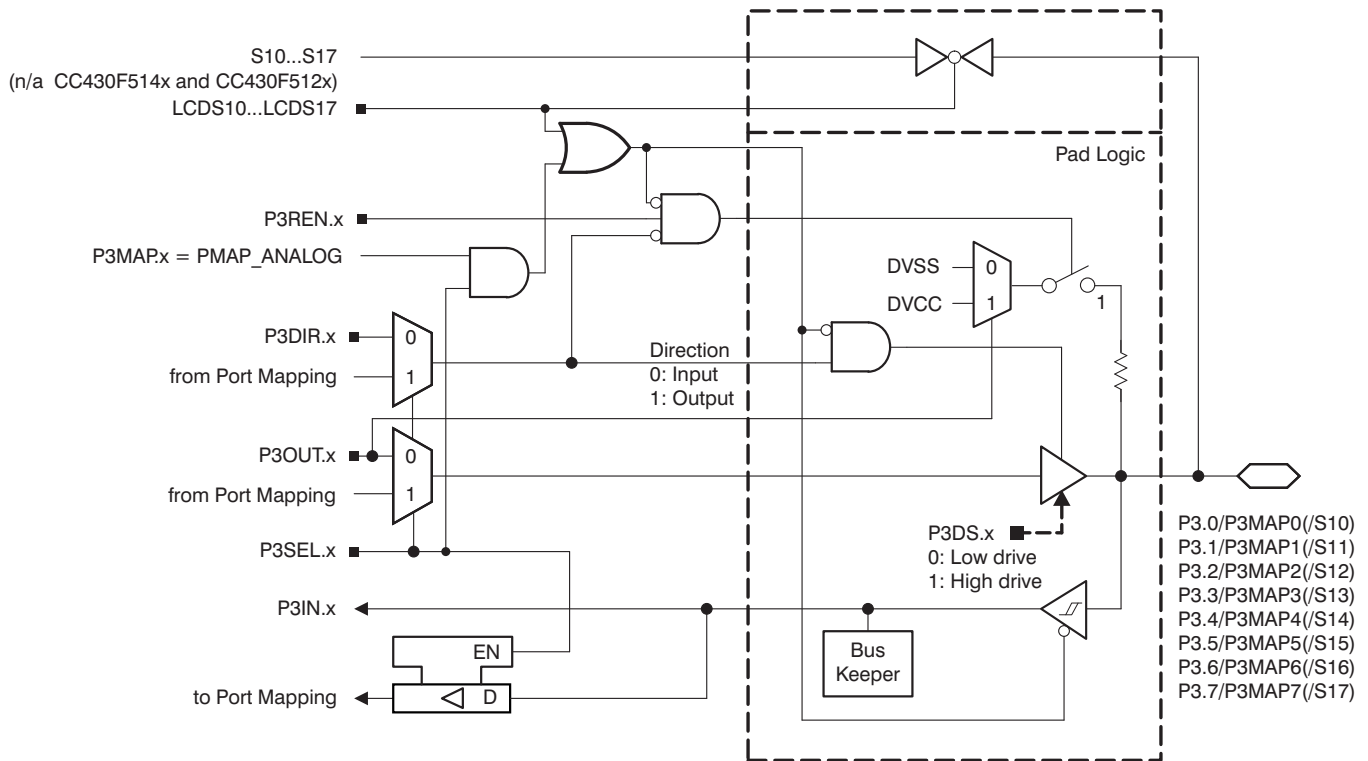 S10...S17
(n/a CC430F514x and CC430F512x)
LCDS10...LCDS17
Pad Logic
P3REN.x
P3MAP.x = PMAP_ANALOG
DVSS
0
DVCC
1
1
P3DIR.x
0
from Port Mapping
1
Direction
0: Input
1: Output
P3OUT.x
0
from Port Mapping
1
P3SEL.x
P3DS.x
0: Low drive
1: High drive
P3.0/P3MAP0(/S10)
P3.1/P3MAP1(/S11)
P3.2/P3MAP2(/S12)
P3.3/P3MAP3(/S13)
P3.4/P3MAP4(/S14)
P3.5/P3MAP5(/S15)
P3.6/P3MAP6(/S16)
P3.7/P3MAP7(/S17)
P3IN.x
Bus
Keeper
EN
to Port Mapping
D